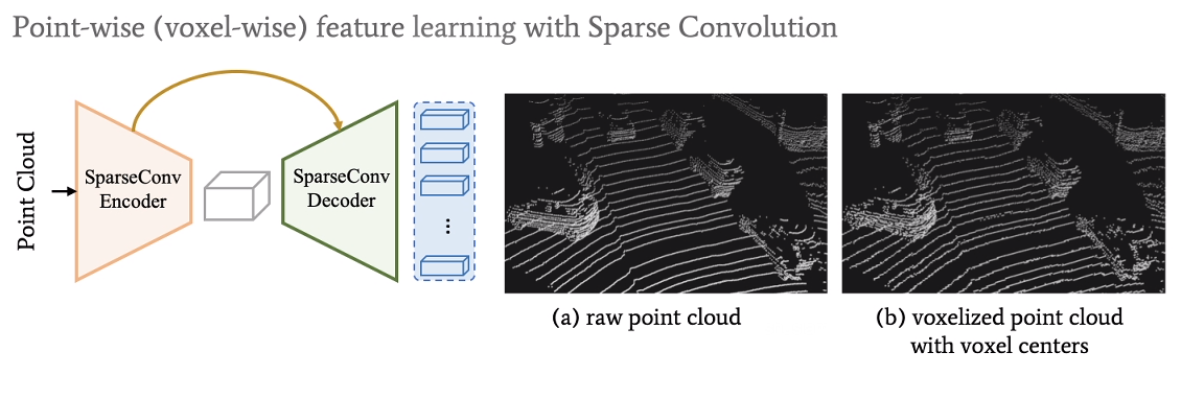 Point-wise (voxel-wise) feature learning with Sparse Convolution
Point Cloud
SparseConv
Encoder
SparseConv
Decoder
(a) raw point cloud
(b) voxelized point cloud
with voxel centers